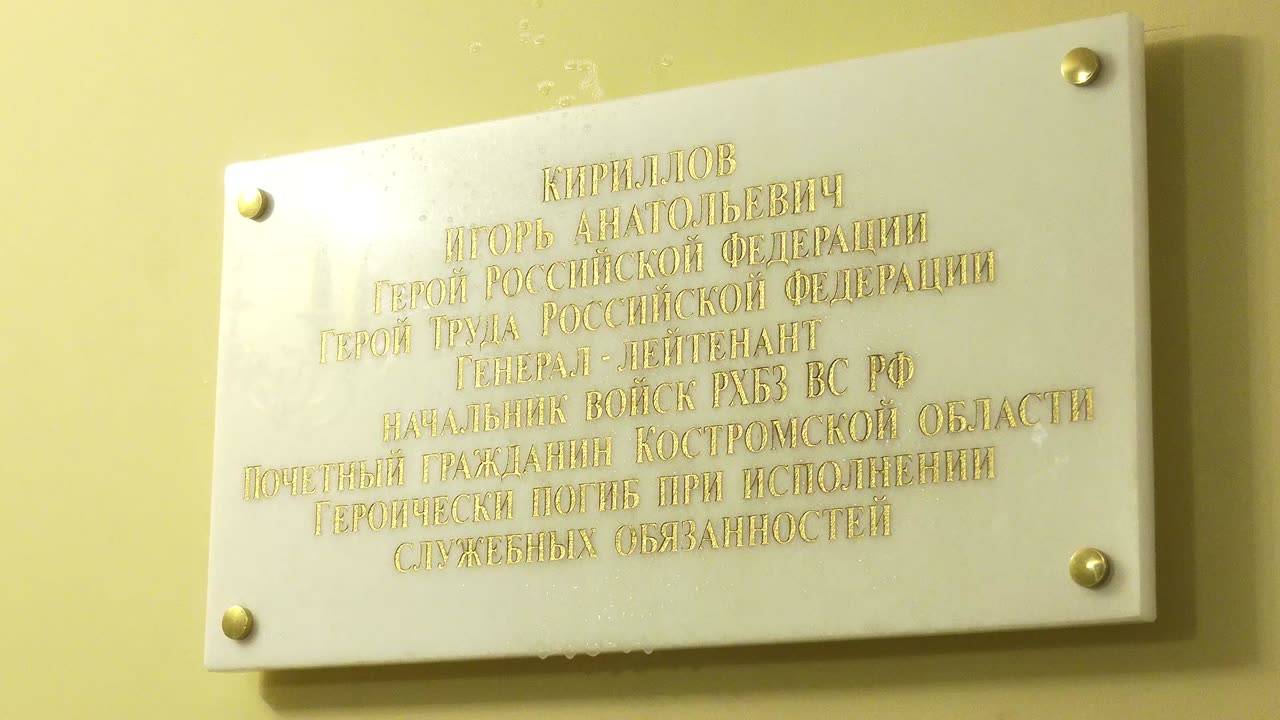 КИРИЛЛОВ
ИГОРЬ АНАТОЛЬЕВИЧ
ГЕРОЙ РОССИЙСКОЙ ФЕДЕРАЦИИ
ГЕРОЙ ТРУДА РОССИЙСКОЙ ФЕДЕРАЦИИ
ГЕНЕРАЛ - ЛЕЙТЕНАНТ
НАЧАЛЬНИК ВОЙСК РХБЗ ВС РФ
ПОЧЕТНЫЙ ГРАЖДАНИН КОСТРОМСКОЙ ОБЛАСТИ
ГЕРОИЧЕСКИ ПОГИБ ПРИ ИСПОЛНЕНИИ
СЛУЖЕБНЫХ ОБЯЗАННОСТЕЙ